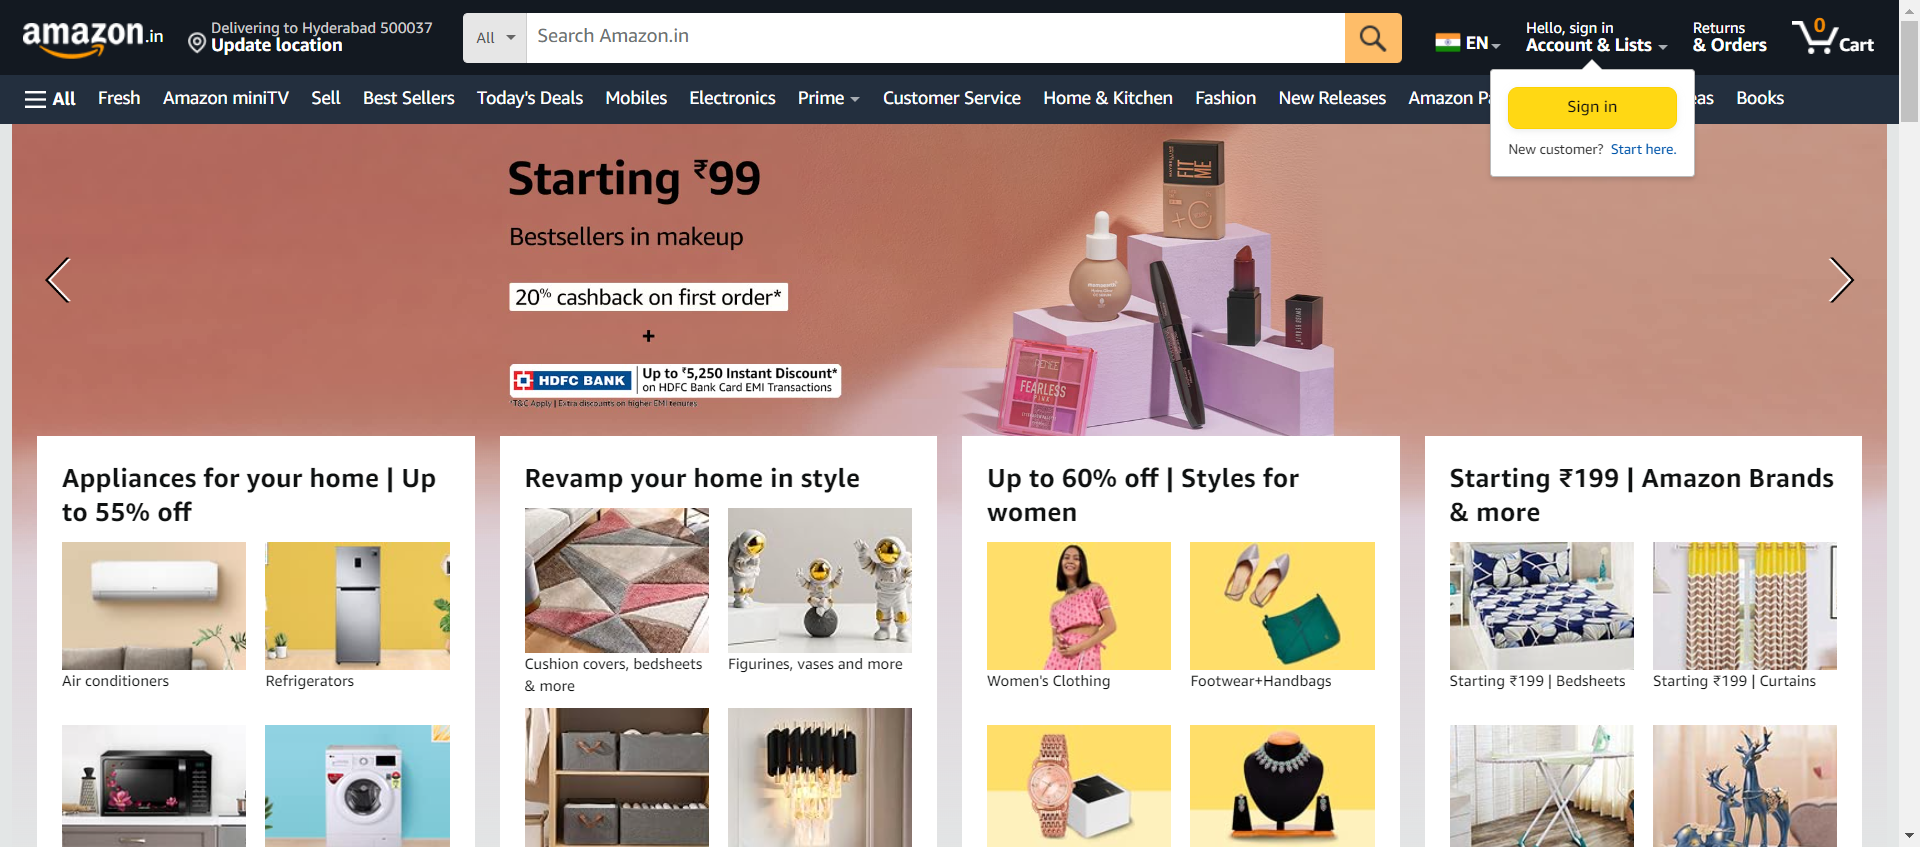 amazon.in
Delivering to Hyderabad 500037
Update location
All
Search Amazon.in
EN
Hello, sign in
Account & Lists
Returns
& Orders
0
Cart
All
Fresh
Amazon miniTV
Sell
Best Sellers
Today's Deals
Mobiles
Electronics
Prime
Customer Service
Home & Kitchen
Fashion
New Releases
Amazon P
as
Books
Sign in
New customer? Start here.
Starting ₹99
Bestsellers in makeup
20% cashback on first order*
+
HDFC BANK
Up to ₹5,250 Instant Discount*
on HDFC Bank Card EMI Transactions
*T&C Apply | Extra discounts on higher EMI tenures
MAYBELLINE
FIT
ME
RENEE
FEARLESS
PINK
Appliances for your home | Up
to 55% off
Air conditioners
Refrigerators
Revamp your home in style
Cushion covers, bedsheets
& more
Figurines, vases and more
Up to 60% off | Styles for
women
Women's Clothing
Footwear+Handbags
Starting ₹199 | Amazon Brands
& more
Starting ₹199 | Bedsheets
Starting ₹199 | Curtains